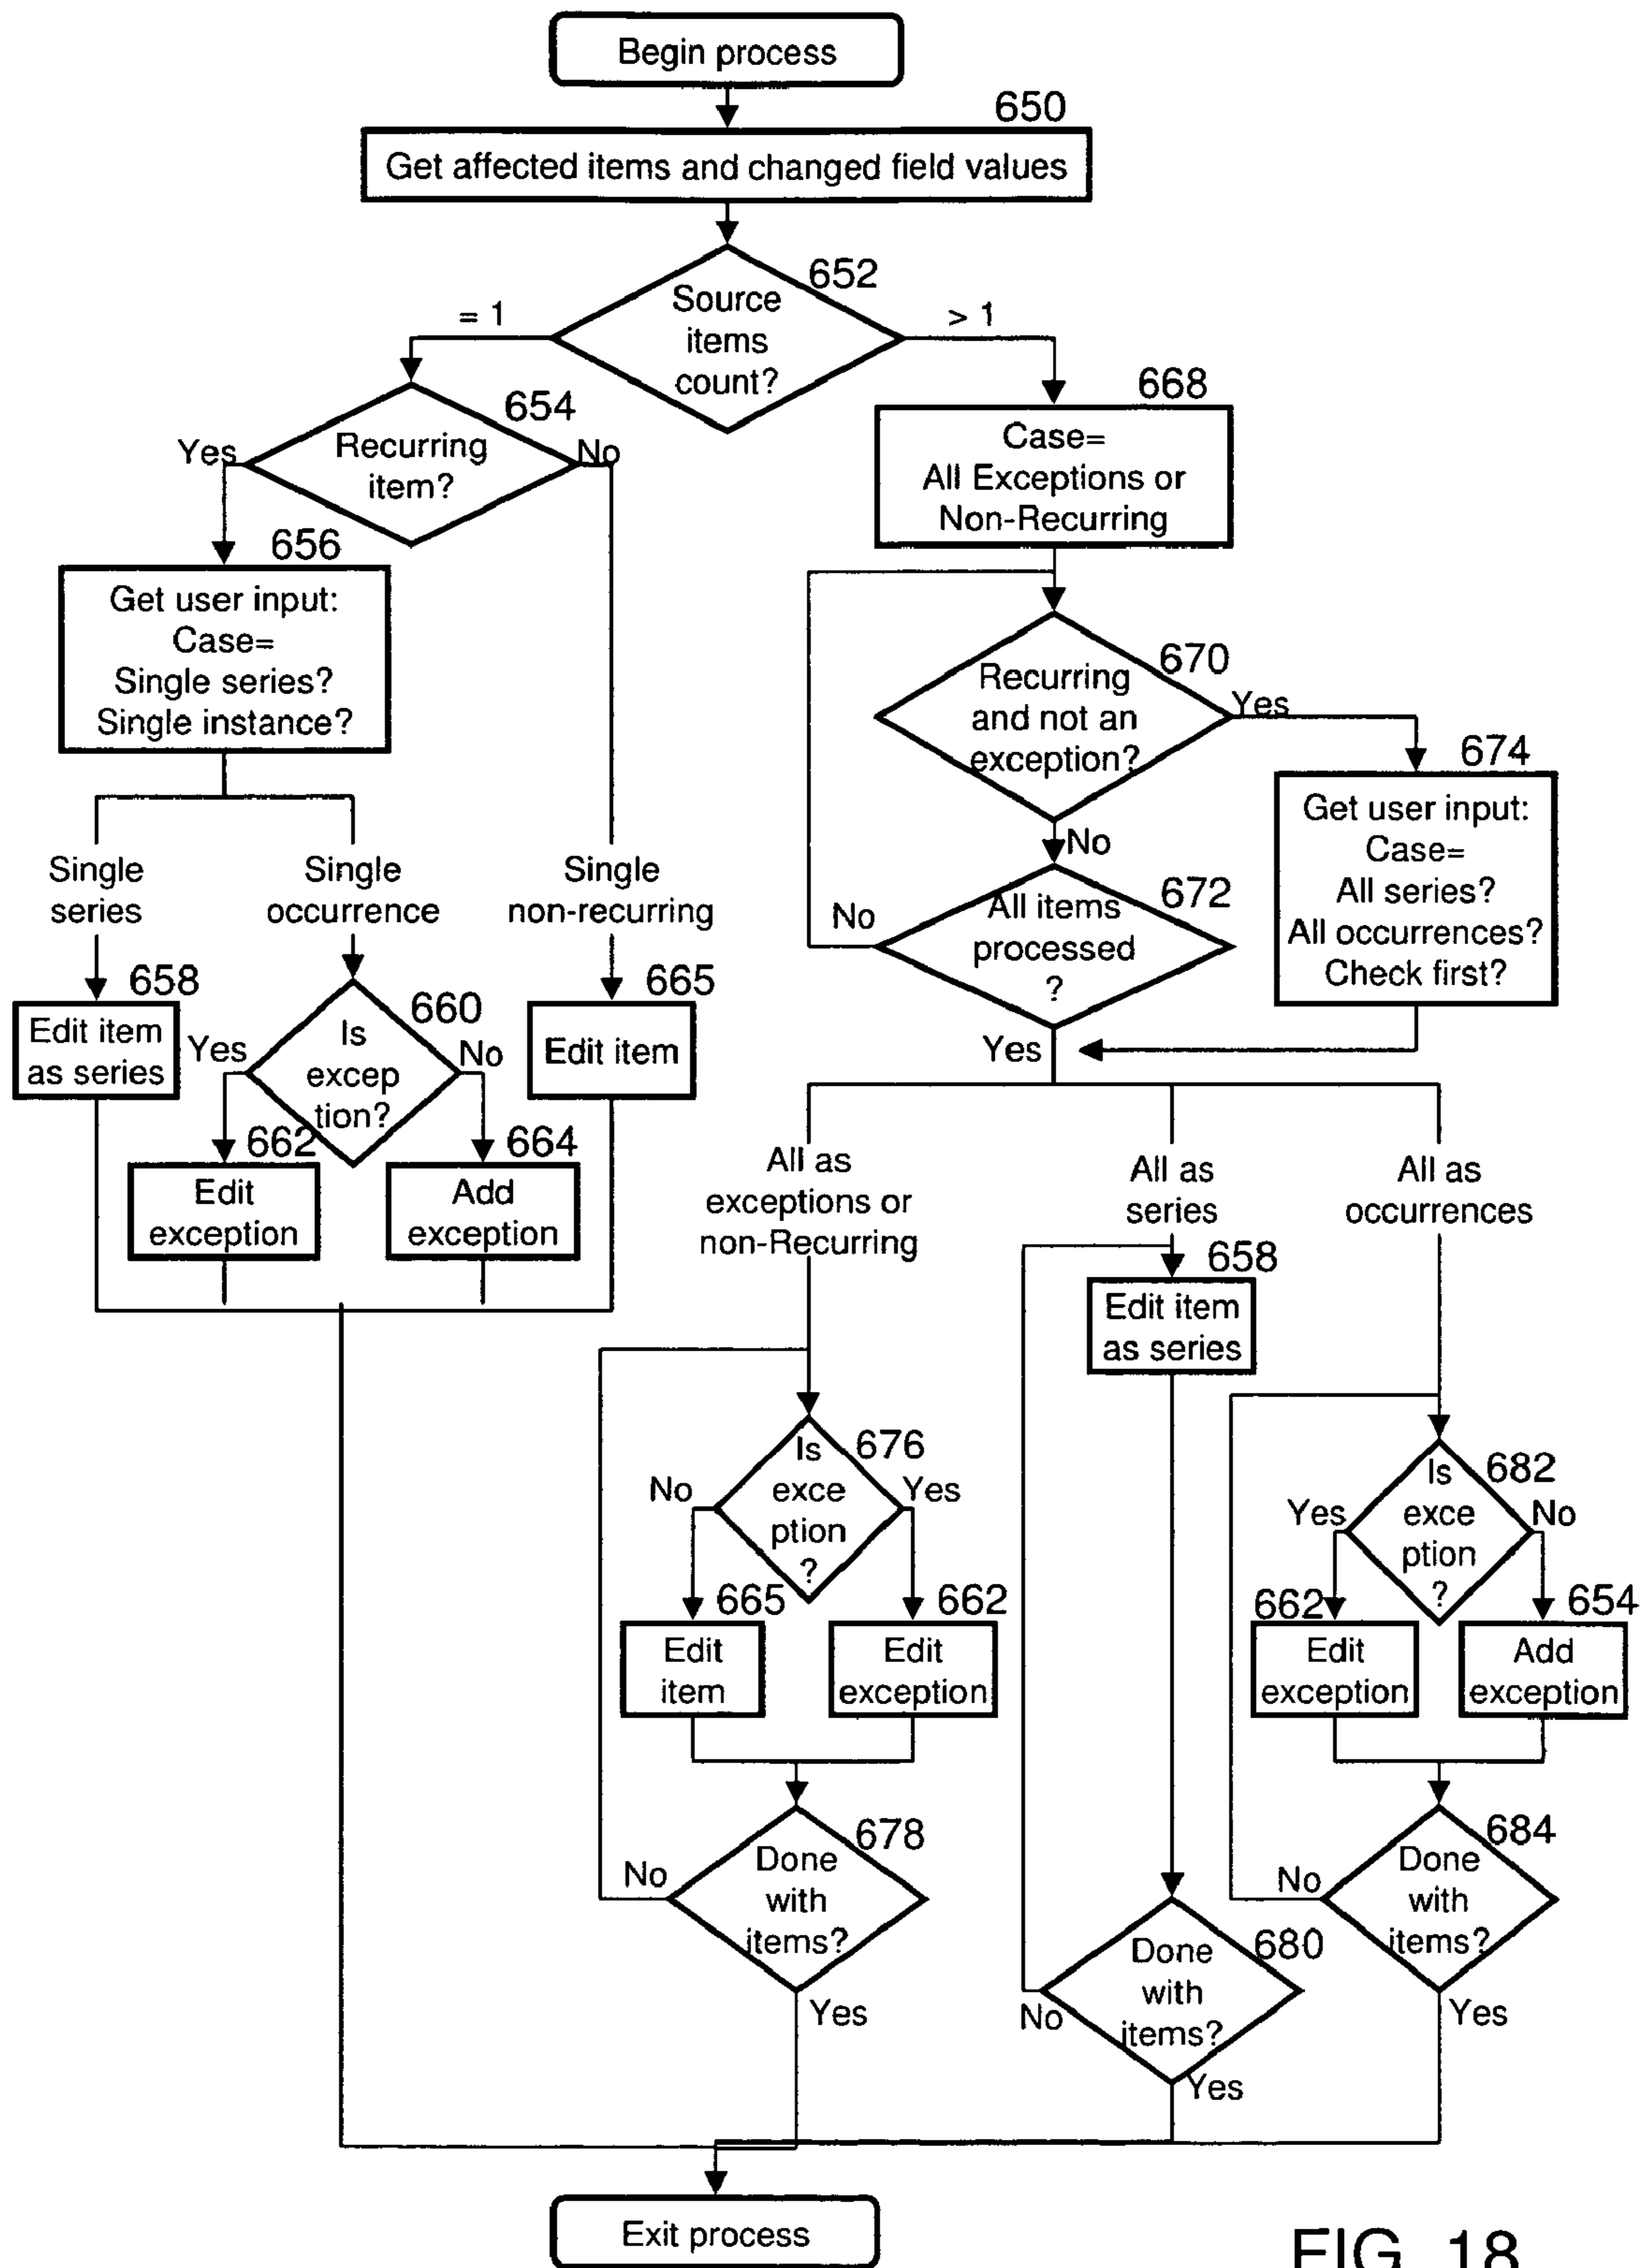 Begin process
650
Get affected items and changed field values
652
Source
items
count?
= 1
> 1
654
Recurring
item?
Yes
No
668
Case=
All Exceptions or
Non-Recurring
656
Get user input:
Case=
Single series?
Single instance?
670
Recurring
and not an
exception?
Yes
No
674
Get user input:
Case=
All series?
All occurrences?
Check first?
672
All items
processed
?
No
Yes
Single
series
Single
occurrence
Single
non-recurring
658
Edit item
as series
660
Is
excep
tion?
Yes
No
665
Edit item
662
Edit
exception
664
Add
exception
All as
exceptions or
non-Recurring
All as
series
All as
occurrences
658
Edit item
as series
676
Is
exce
ption
?
No
Yes
665
Edit
item
662
Edit
exception
682
Is
exce
ption
?
Yes
No
662
Edit
exception
654
Add
exception
678
Done
with
items?
No
Yes
680
Done
with
items?
No
Yes
684
Done
with
items?
No
Yes
Exit process
FIG. 18